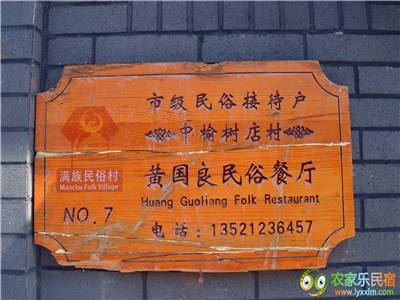 市级民俗接待户
中榆树店村
满族民俗村
Manchu Folk Village
NO.7
黄国良民俗餐厅
Huang Guoliang Folk Restaurant
电话:13521236457
农家乐民宿
www.lyxxlm.com